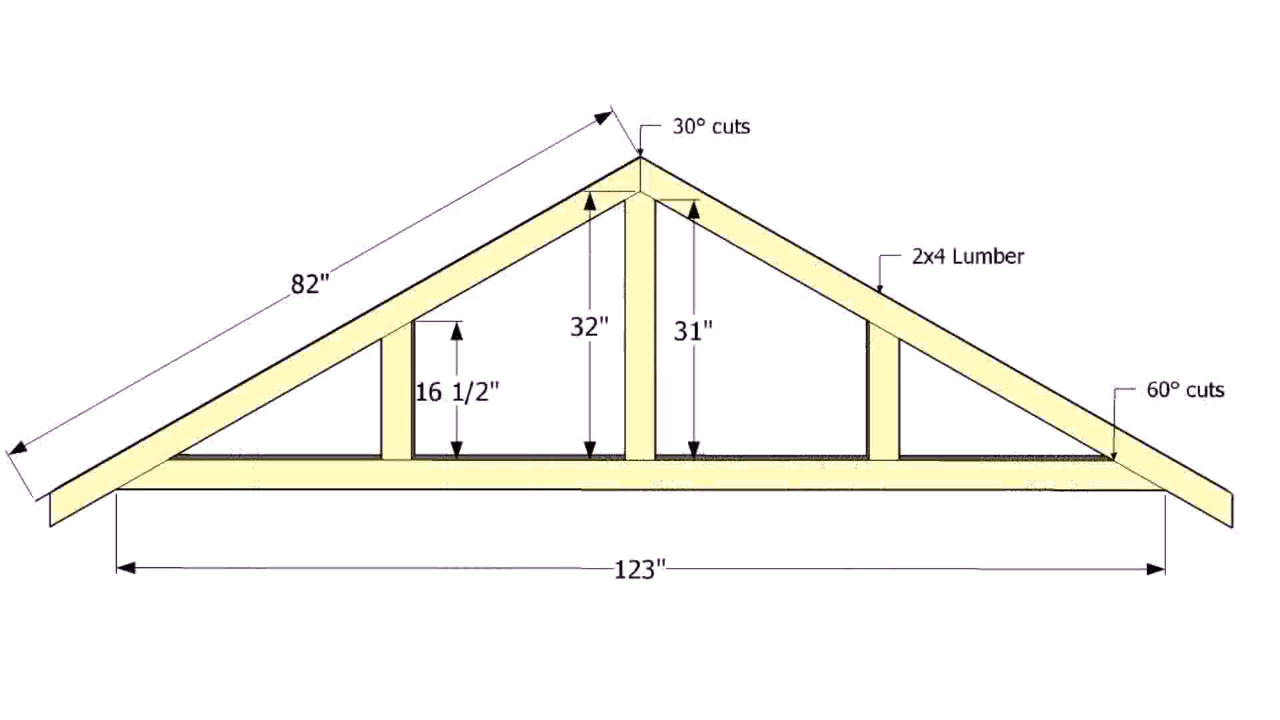 30° cuts
2x4 Lumber
82"
32"
31"
16 1/2"
60° cuts
123"